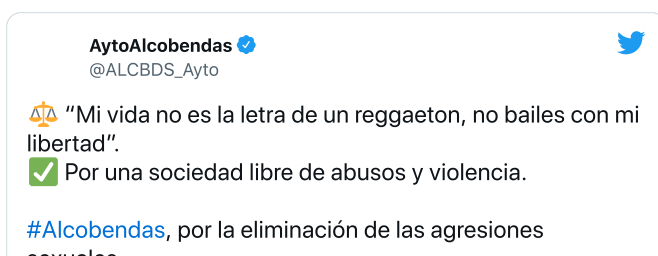 AytoAlcobendas
@ALCBDS_Ayto
⚖️ “Mi vida no es la letra de un reggaeton, no bailes con mi
libertad”.
✅ Por una sociedad libre de abusos y violencia.
#Alcobendas, por la eliminación de las agresiones
sexuales